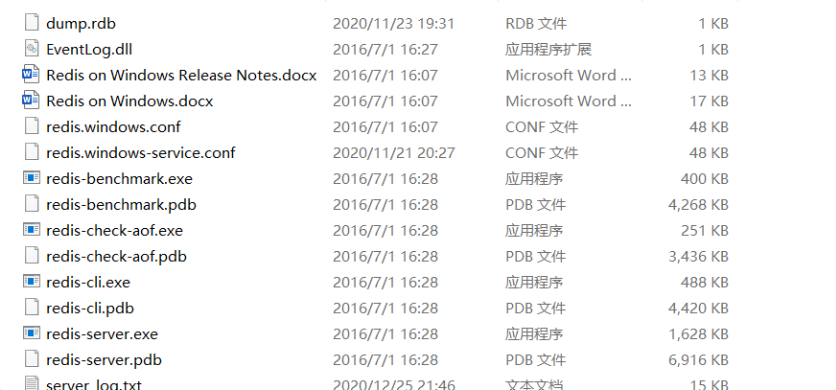 dump.rdb 2020/11/23 19:31 RDB 文件 1 KB
EventLog.dll 2016/7/1 16:27 应用程序扩展 1 KB
Redis on Windows Release Notes.docx 2016/7/1 16:07 Microsoft Word ... 13 KB
Redis on Windows.docx 2016/7/1 16:07 Microsoft Word ... 17 KB
redis.windows.conf 2016/7/1 16:07 CONF 文件 48 KB
redis.windows-service.conf 2020/11/21 20:27 CONF 文件 48 KB
redis-benchmark.exe 2016/7/1 16:28 应用程序 400 KB
redis-benchmark.pdb 2016/7/1 16:28 PDB 文件 4,268 KB
redis-check-aof.exe 2016/7/1 16:28 应用程序 251 KB
redis-check-aof.pdb 2016/7/1 16:28 PDB 文件 3,436 KB
redis-cli.exe 2016/7/1 16:28 应用程序 488 KB
redis-cli.pdb 2016/7/1 16:28 PDB 文件 4,420 KB
redis-server.exe 2016/7/1 16:28 应用程序 1,628 KB
redis-server.pdb 2016/7/1 16:28 PDB 文件 6,916 KB
server_log.txt 2020/12/25 21:46 文本文档 15 KB